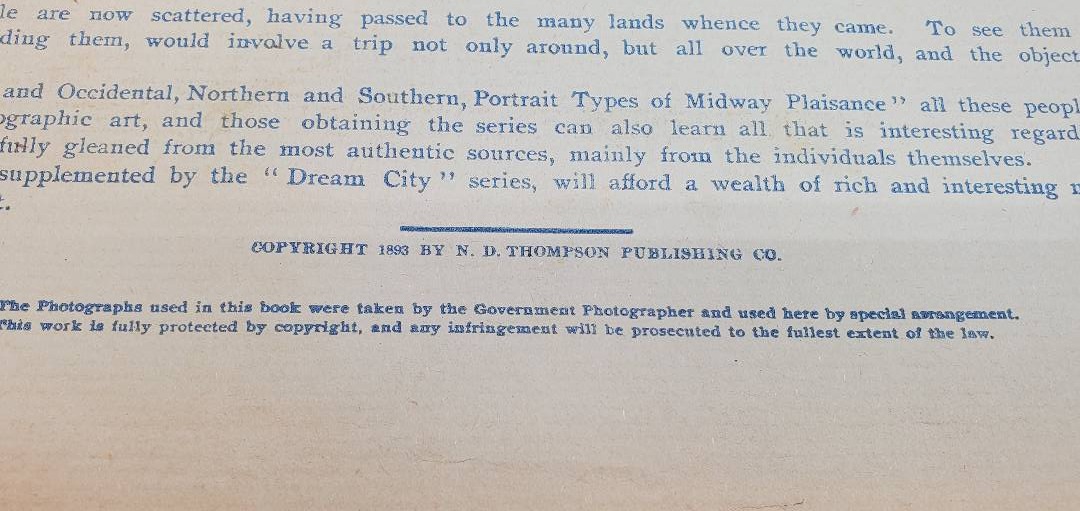 le are now scattered, having passed to the many lands whence they came. To see them
ding them, would involve a trip not only around, but all over the world, and the object
and Occidental, Northern and Southern, Portrait Types of Midway Plaisance” all these peopl
ographic art, and those obtaining the series can also learn all that is interesting regard
fully gleaned from the most authentic sources, mainly from the individuals themselves.
supplemented by the “Dream City” series, will afford a wealth of rich and interesting
COPYRIGHT 1893 BY N. D. THOMPSON PUBLISHING CO.
The Photographs used in this book were taken by the Government Photographer and used here by special arrangement.
This work is fully protected by copyright, and any infringement will be prosecuted to the fullest extent of the law.